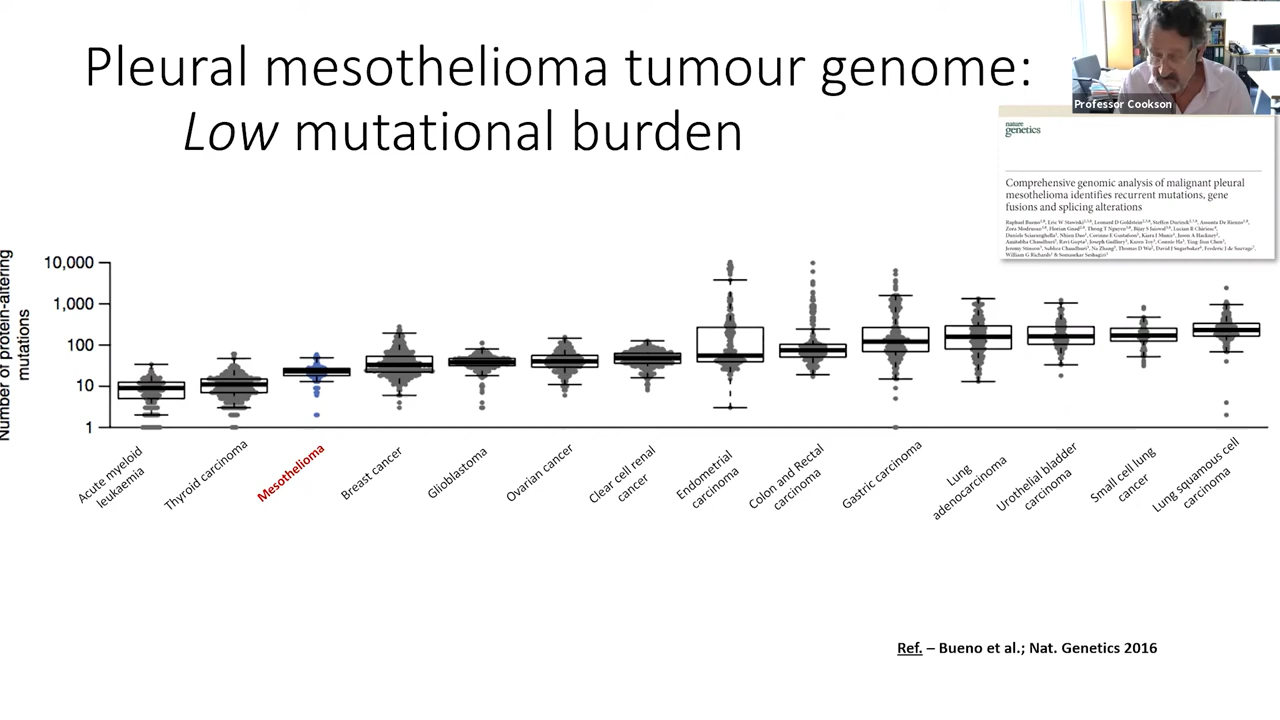 Pleural mesothelioma tumour genome:
Low mutational burden
Professor Cookson
nature
genetics
Comprehensive genomic analysis of malignant pleural
mesothelioma identifies recurrent mutations, gene
fusions and splicing alterations
Number of protein-altering
mutations
10,000
1,000
100
10
1
Acute myeloid
leukaemia
Thyroid carcinoma
Mesothelioma
Breast cancer
Glioblastoma
Ovarian cancer
Clear cell renal
cancer
Endometrial
carcinoma
Colon and Rectal
carcinoma
Gastric carcinoma
Lung
adenocarcinoma
Urothelial bladder
carcinoma
Small cell lung
cancer
Lung squamous cell
carcinoma
Ref. – Bueno et al.; Nat. Genetics 2016